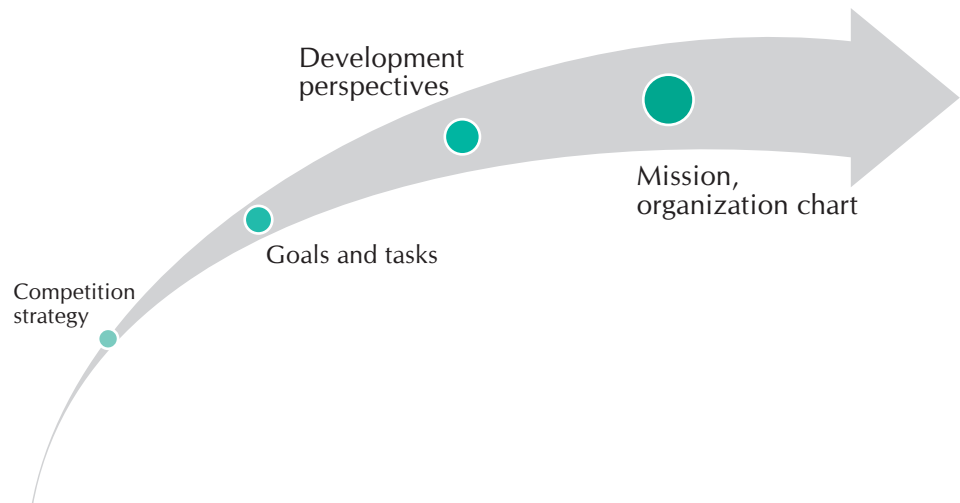 Development
perspectives
Mission,
organization chart
Goals and tasks
Competition
strategy